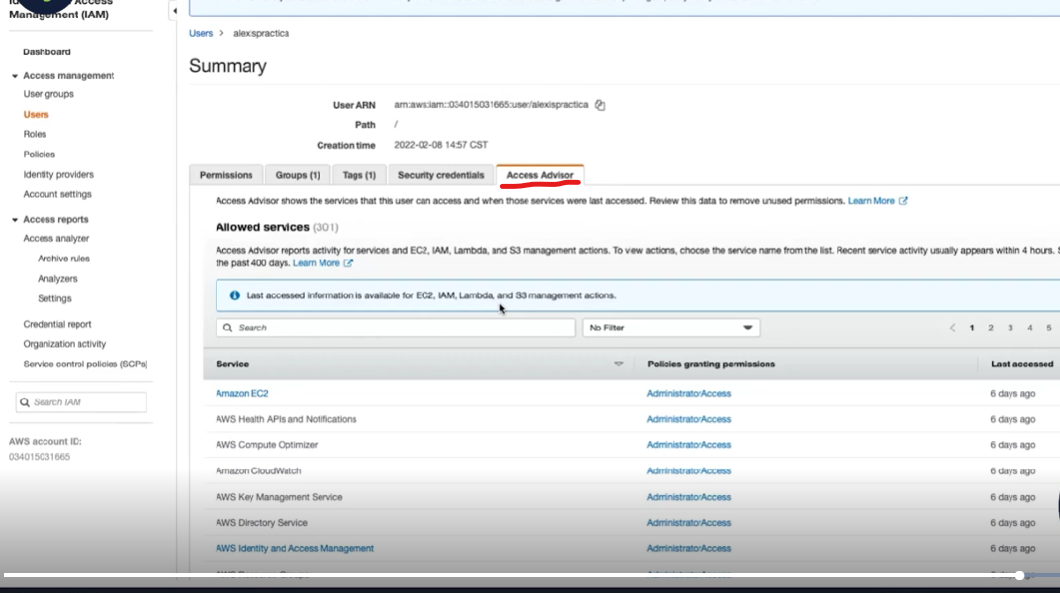 Identity and Access
Management (IAM)
Dashboard
Access management
User groups
Users
Roles
Policies
Identity providers
Account settings
Access reports
Access analyzer
Archive rules
Analyzers
Settings
Credential report
Organization activity
Service control policies (SCPs)
Search IAM
AWS account ID:
034015031665
Users > alexispractica
Summary
User ARN arn:aws:iam::034015031665:user/alexispractica
Path /
Creation time 2022-02-08 14:57 CST
Permissions Groups (1) Tags (1) Security credentials Access Advisor
Access Advisor shows the services that this user can access and when those services were last accessed. Review this data to remove unused permissions. Learn More
Allowed services (301)
Access Advisor reports activity for services and EC2, IAM, Lambda, and S3 management actions. To view actions, choose the service name from the list. Recent service activity usually appears within 4 hours. S
the past 400 days. Learn More
Last accessed information is available for EC2, IAM, Lambda, and S3 management actions.
Search No Filter < 1 2 3 4 5
Service Policies granting permissions Last accessed
Amazon EC2 AdministratorAccess 6 days ago
AWS Health APIs and Notifications AdministratorAccess 6 days ago
AWS Compute Optimizer AdministratorAccess 6 days ago
Amazon CloudWatch AdministratorAccess 6 days ago
AWS Key Management Service AdministratorAccess 6 days ago
AWS Directory Service AdministratorAccess 6 days ago
AWS Identity and Access Management AdministratorAccess 6 days ago